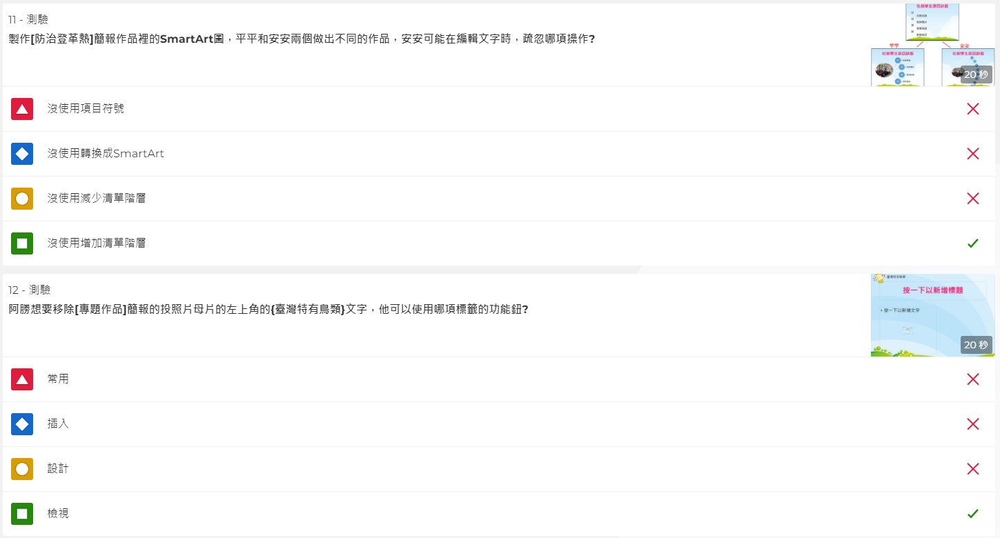 11 - 測驗
製作[防治登革熱]簡報作品裡的SmartArt圖，平平和安安兩個做出不同的作品，安安可能在編輯文字時，疏忽哪項操作?
平平
安安
20 秒
沒使用項目符號
沒使用轉換成SmartArt
沒使用減少清單階層
沒使用增加清單階層
12 - 測驗
阿勝想要移除[專題作品]簡報的投照片母片的左上角的{臺灣特有鳥類}文字，他可以使用哪項標籤的功能鈕?
臺灣特有鳥類
按一下以新增標題
• 按一下以新增文字
20 秒
常用
插入
設計
檢視